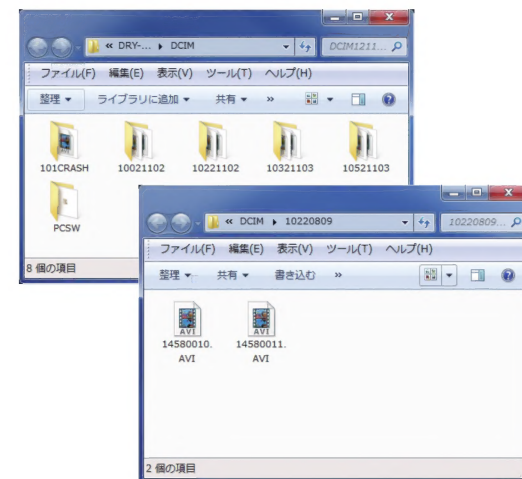 « DRY-... ▸ DCIM
DCIM1211...
ファイル(F) 編集(E) 表示(V) ツール(T) ヘルプ(H)
整理 ▼ ライブラリに追加 ▼ 共有 ▼ »
101CRASH 10021102 10221102 10321103 10521103
PCSW
8 個の項目
« DCIM ▸ 10220809
10220809...
ファイル(F) 編集(E) 表示(V) ツール(T) ヘルプ(H)
整理 ▼ 共有 ▼ 書き込む »
AVI AVI
14580010. 14580011.
AVI AVI
2 個の項目